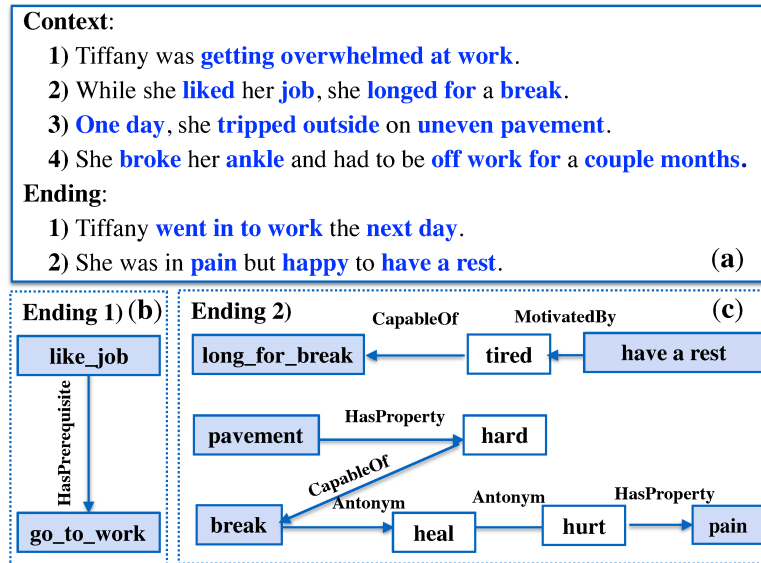 Context:
1) Tiffany was getting overwhelmed at work.
2) While she liked her job, she longed for a break.
3) One day, she tripped outside on uneven pavement.
4) She broke her ankle and had to be off work for a couple months.
Ending:
1) Tiffany went in to work the next day.
2) She was in pain but happy to have a rest.
(a)
Ending 1) (b)
like_job
HasPrerequisite
go_to_work
Ending 2)
(c)
CapableOf
MotivatedBy
long_for_break
tired
have a rest
HasProperty
pavement
hard
CapableOf
break
Antonym
heal
Antonym
hurt
HasProperty
pain